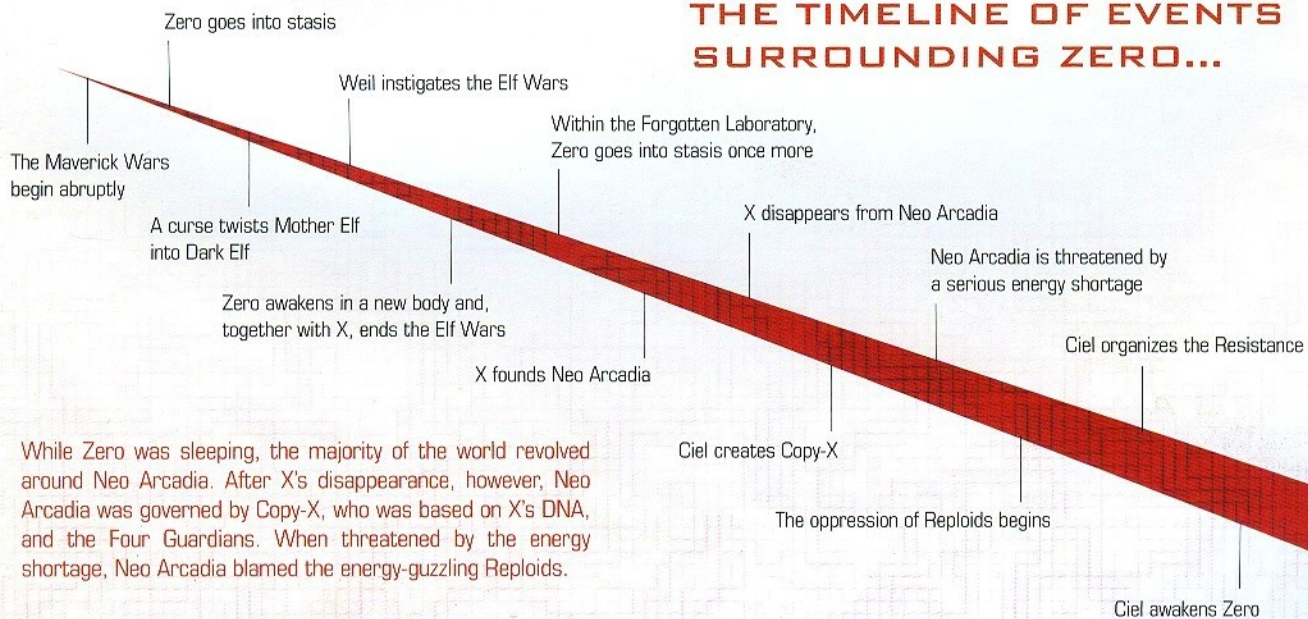 THE TIMELINE OF EVENTS
SURROUNDING ZERO...
The Maverick Wars
begin abruptly
Zero goes into stasis
A curse twists Mother Elf
into Dark Elf
Weil instigates the Elf Wars
Zero awakens in a new body and,
together with X, ends the Elf Wars
Within the Forgotten Laboratory,
Zero goes into stasis once more
X founds Neo Arcadia
X disappears from Neo Arcadia
Ciel creates Copy-X
Neo Arcadia is threatened by
a serious energy shortage
The oppression of Reploids begins
Ciel organizes the Resistance
Ciel awakens Zero
While Zero was sleeping, the majority of the world revolved
around Neo Arcadia. After X's disappearance, however, Neo
Arcadia was governed by Copy-X, who was based on X's DNA,
and the Four Guardians. When threatened by the energy
shortage, Neo Arcadia blamed the energy-guzzling Reploids.